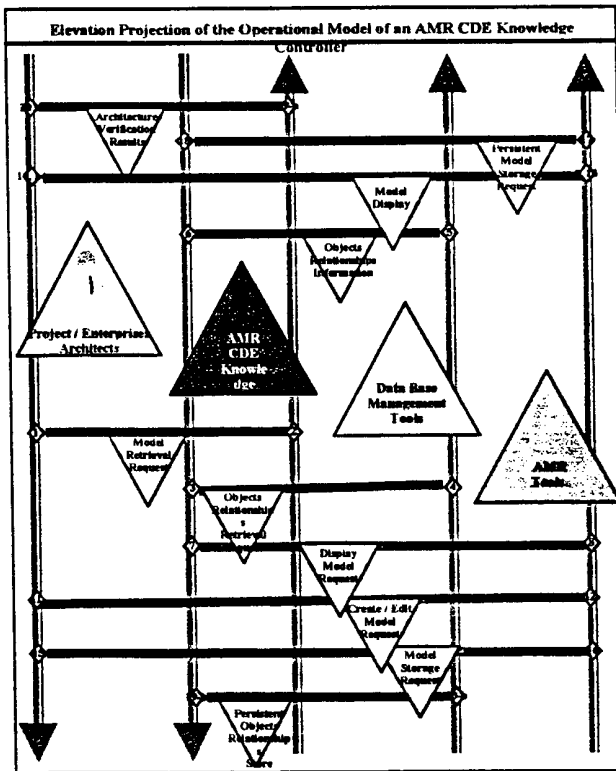 Elevation Projection of the Operational Model of an AMR CDE Knowledge
Controller
Architecture
Verification
Results
Persistent
Model
Storage
Request
Model
Display
Objects
Relationships
Information
Project / Enterprises
Architects
AMR
CDE
Knowle
dge
Data Base
Management
Tools
AMR
Tools
Model
Retrieval
Request
Objects
Relationship
s
Retrieval
Display
Model
Request
Create / Edit
Model
Request
Model
Storage
Request
Persistent
Objects
Relationship
s
Store